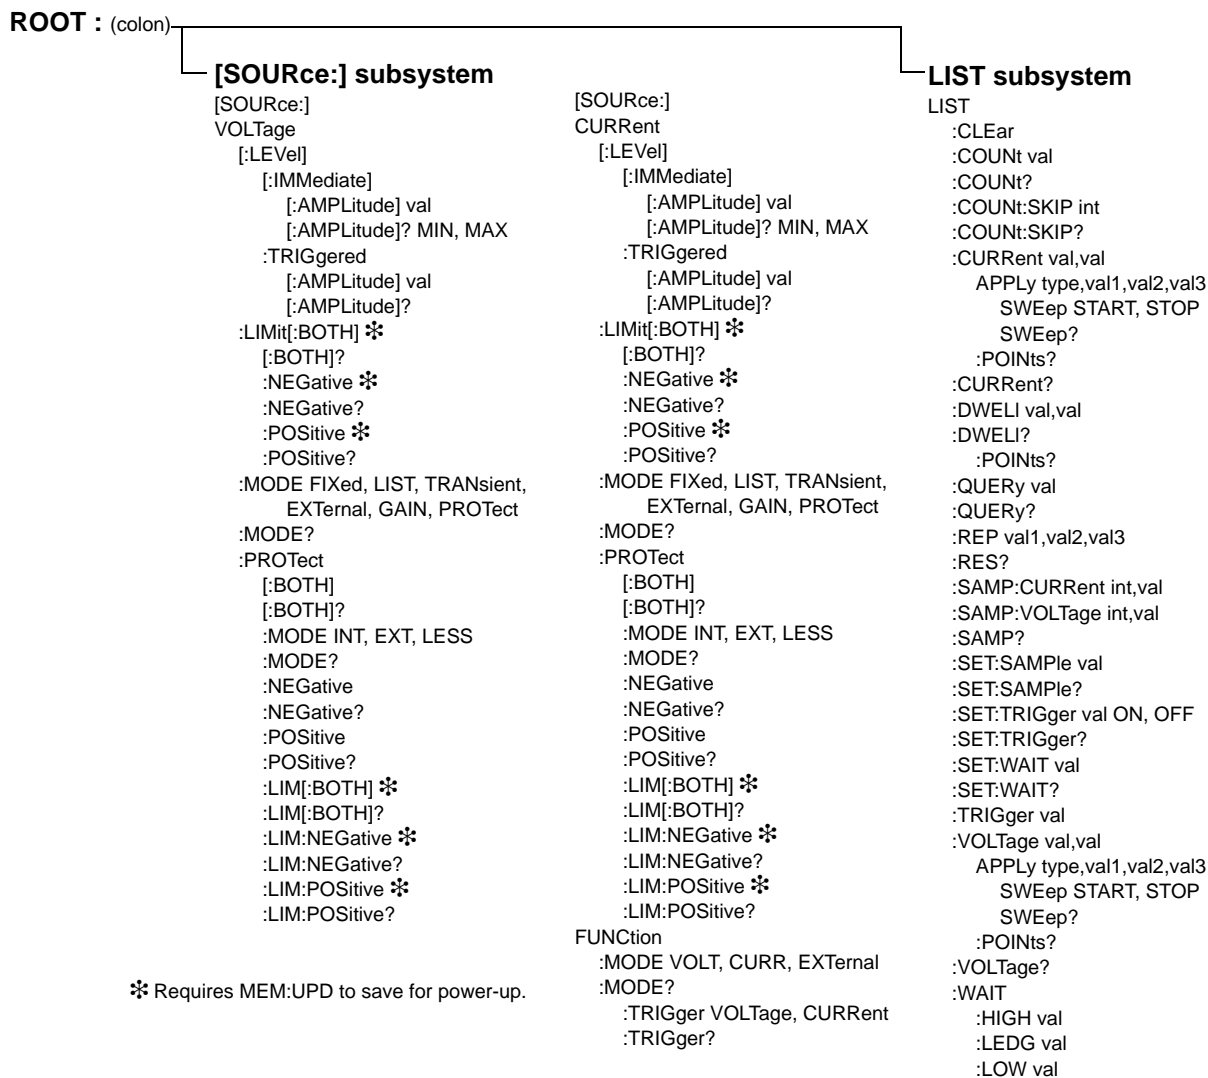 ROOT : (colon)
[SOURce:] subsystem
[SOURce:]
VOLTage
[:LEVel]
[:IMMediate]
[:AMPLitude] val
[:AMPLitude]? MIN, MAX
:TRIGgered
[:AMPLitude] val
[:AMPLitude]?
:LIMit[:BOTH] ✻
[:BOTH]?
:NEGative ✻
:NEGative?
:POSitive ✻
:POSitive?
:MODE FIXed, LIST, TRANsient,
EXTernal, GAIN, PROTect
:MODE?
:PROTect
[:BOTH]
[:BOTH]?
:MODE INT, EXT, LESS
:MODE?
:NEGative
:NEGative?
:POSitive
:POSitive?
:LIM[:BOTH] ✻
:LIM[:BOTH]?
:LIM:NEGative ✻
:LIM:NEGative?
:LIM:POSitive ✻
:LIM:POSitive?
✻ Requires MEM:UPD to save for power-up.
[SOURce:]
CURRent
[:LEVel]
[:IMMediate]
[:AMPLitude] val
[:AMPLitude]? MIN, MAX
:TRIGgered
[:AMPLitude] val
[:AMPLitude]?
:LIMit[:BOTH] ✻
[:BOTH]?
:NEGative ✻
:NEGative?
:POSitive ✻
:POSitive?
:MODE FIXed, LIST, TRANsient,
EXTernal, GAIN, PROTect
:MODE?
:PROTect
[:BOTH]
[:BOTH]?
:MODE INT, EXT, LESS
:MODE?
:NEGative
:NEGative?
:POSitive
:POSitive?
:LIM[:BOTH] ✻
:LIM[:BOTH]?
:LIM:NEGative ✻
:LIM:NEGative?
:LIM:POSitive ✻
:LIM:POSitive?
FUNCtion
:MODE VOLT, CURR, EXTernal
:MODE?
:TRIGger VOLTage, CURRent
:TRIGger?
LIST subsystem
LIST
:CLEar
:COUNt val
:COUNt?
:COUNt:SKIP int
:COUNt:SKIP?
:CURRent val,val
APPLy type,val1,val2,val3
SWEep START, STOP
SWEep?
:POINts?
:CURRent?
:DWELl val,val
:DWELl?
:POINts?
:QUERy val
:QUERy?
:REP val1,val2,val3
:RES?
:SAMP:CURRent int,val
:SAMP:VOLTage int,val
:SAMP?
:SET:SAMPle val
:SET:SAMPle?
:SET:TRIGger val ON, OFF
:SET:TRIGger?
:SET:WAIT val
:SET:WAIT?
:TRIGger val
:VOLTage val,val
APPLy type,val1,val2,val3
SWEep START, STOP
SWEep?
:POINts?
:VOLTage?
:WAIT
:HIGH val
:LEDG val
:LOW val